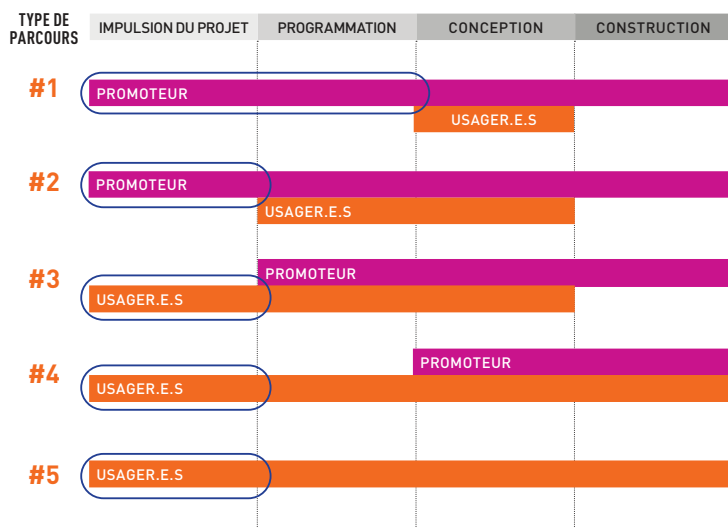 TYPE DE
PARCOURS
IMPULSION DU PROJET
PROGRAMMATION
CONCEPTION
CONSTRUCTION
#1
PROMOTEUR
USAGER.E.S
#2
PROMOTEUR
USAGER.E.S
#3
PROMOTEUR
USAGER.E.S
#4
PROMOTEUR
USAGER.E.S
#5
USAGER.E.S